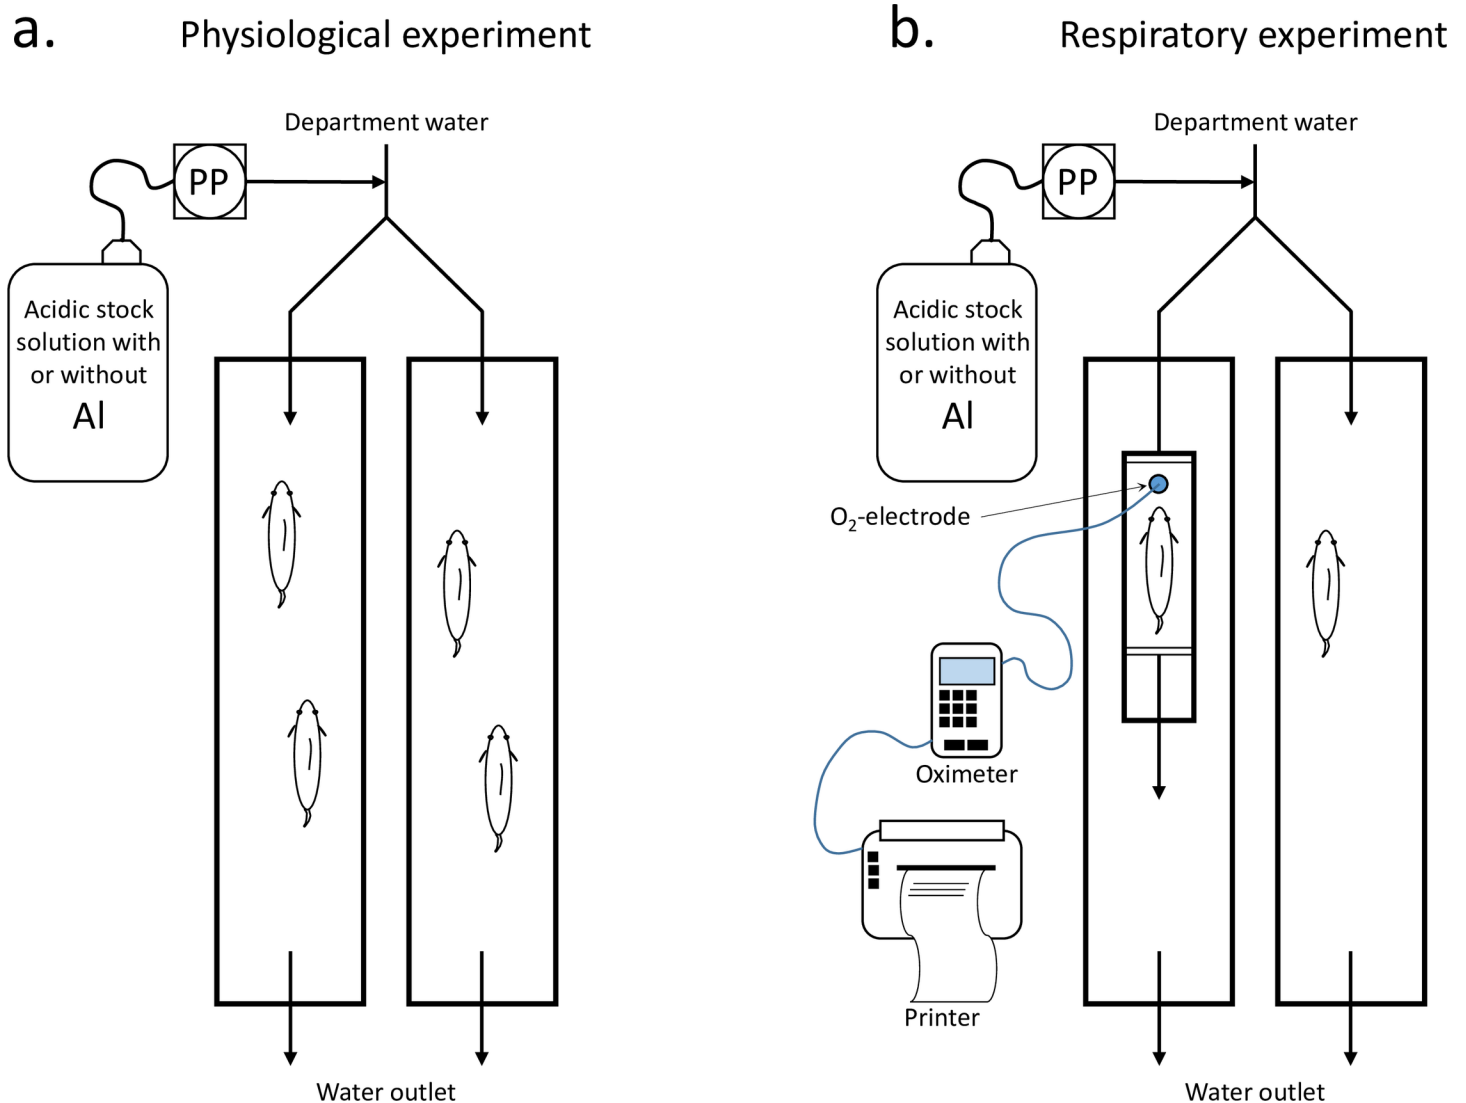 a.
Physiological experiment
Department water
PP
Acidic stock
solution with
or without
Al
Water outlet
b.
Respiratory experiment
Department water
PP
Acidic stock
solution with
or without
Al
O₂-electrode
Oximeter
Printer
Water outlet